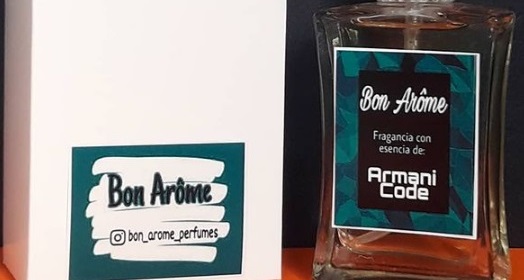 Bon Arôme
bon_arome_perfumes
Bon Arôme
Fragancia con
esencia de:
Armani
Code